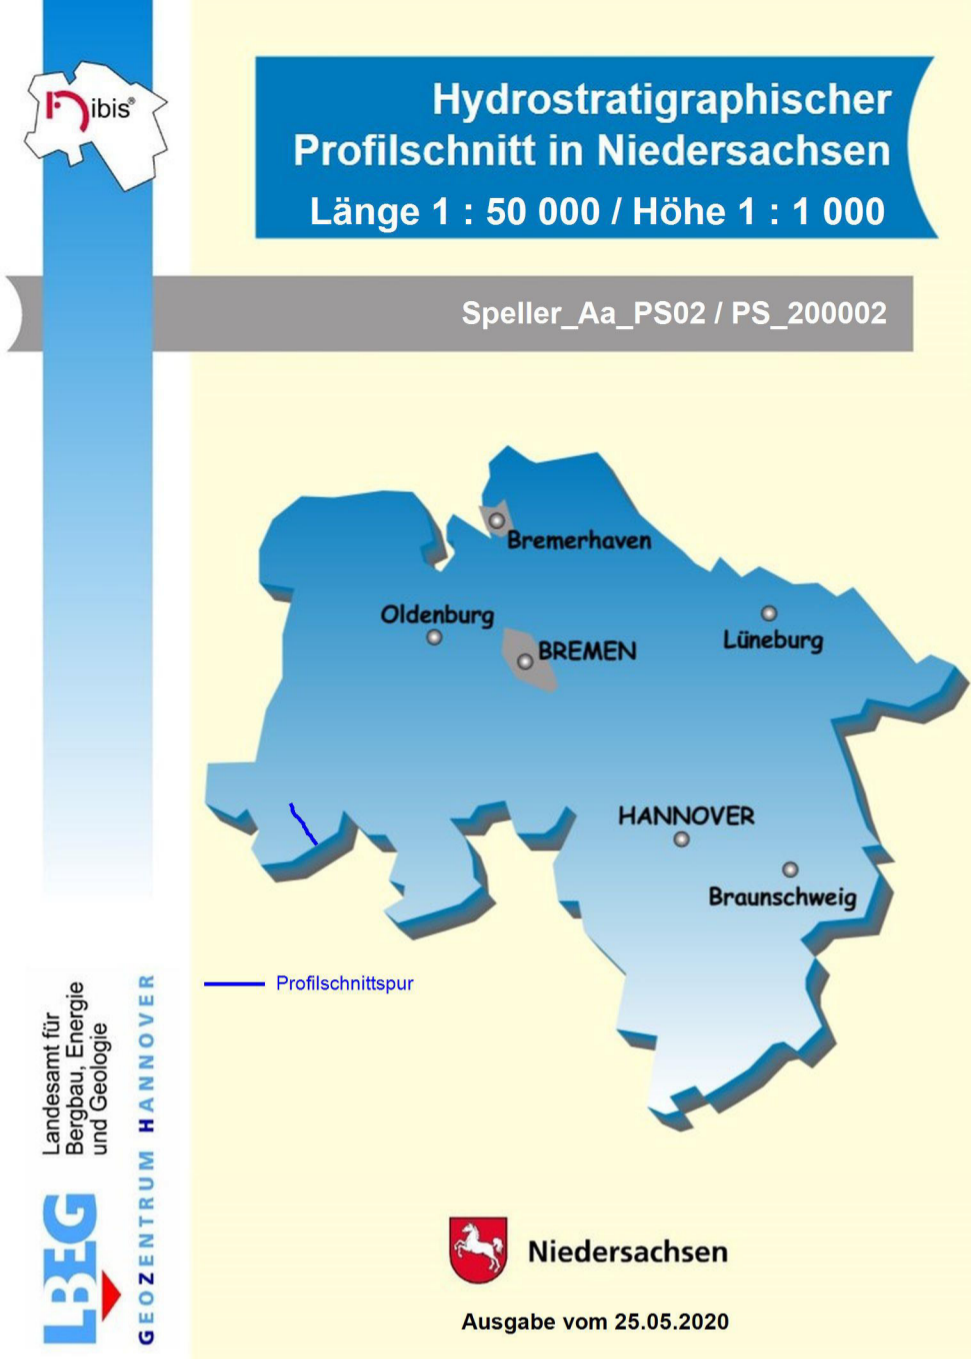 nibis®
Hydrostratigraphischer
Profilschnitt in Niedersachsen
Länge 1 : 50 000 / Höhe 1 : 1 000
Speller_Aa_PS02 / PS_200002
Bremerhaven
Oldenburg
BREMEN
Lüneburg
HANNOVER
Braunschweig
Profilschnittspur
Landesamt für
Bergbau, Energie
und Geologie
LBEG
GEOZENTRUM HANNOVER
Niedersachsen
Ausgabe vom 25.05.2020